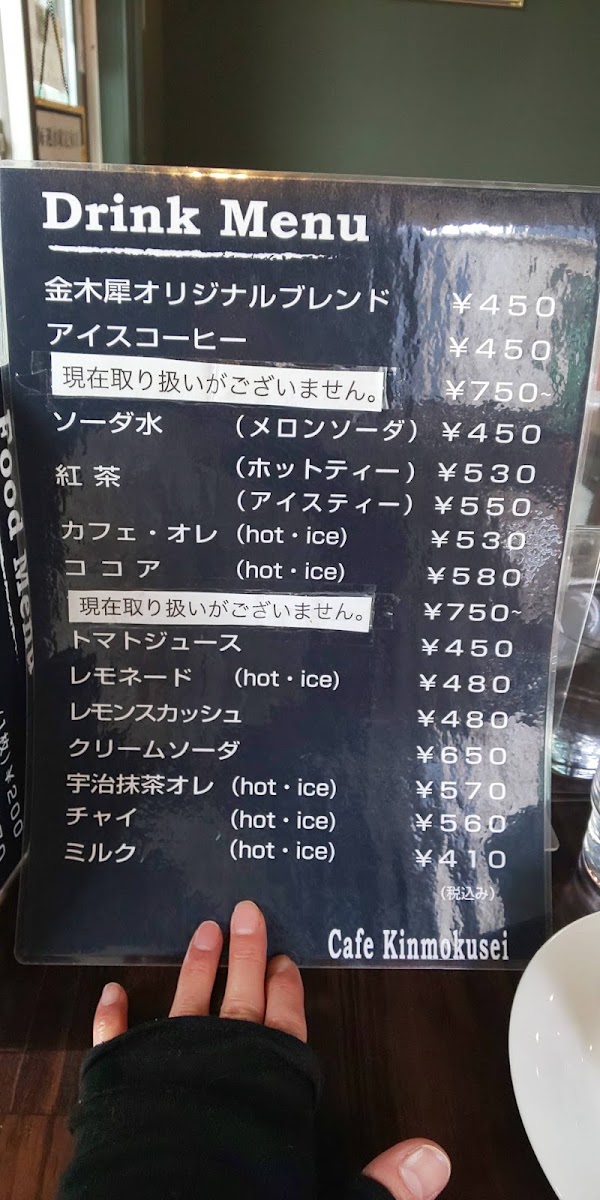 Drink Menu
金木犀オリジナルブレンド ￥450
アイスコーヒー ￥450
現在取り扱いがございません。 ￥750~
ソーダ水 （メロンソーダ） ￥450
紅茶 （ホットティー） ￥530
（アイスティー） ￥550
カフェ・オレ (hot・ice) ￥530
ココア (hot・ice) ￥580
現在取り扱いがございません。 ￥750~
トマトジュース ￥450
レモネード (hot・ice) ￥480
レモンスカッシュ ￥480
クリームソーダ ￥650
宇治抹茶オレ (hot・ice) ￥570
チャイ (hot・ice) ￥560
ミルク (hot・ice) ￥410
（税込み）
Cafe Kinmokusei
Food Menu
￥200